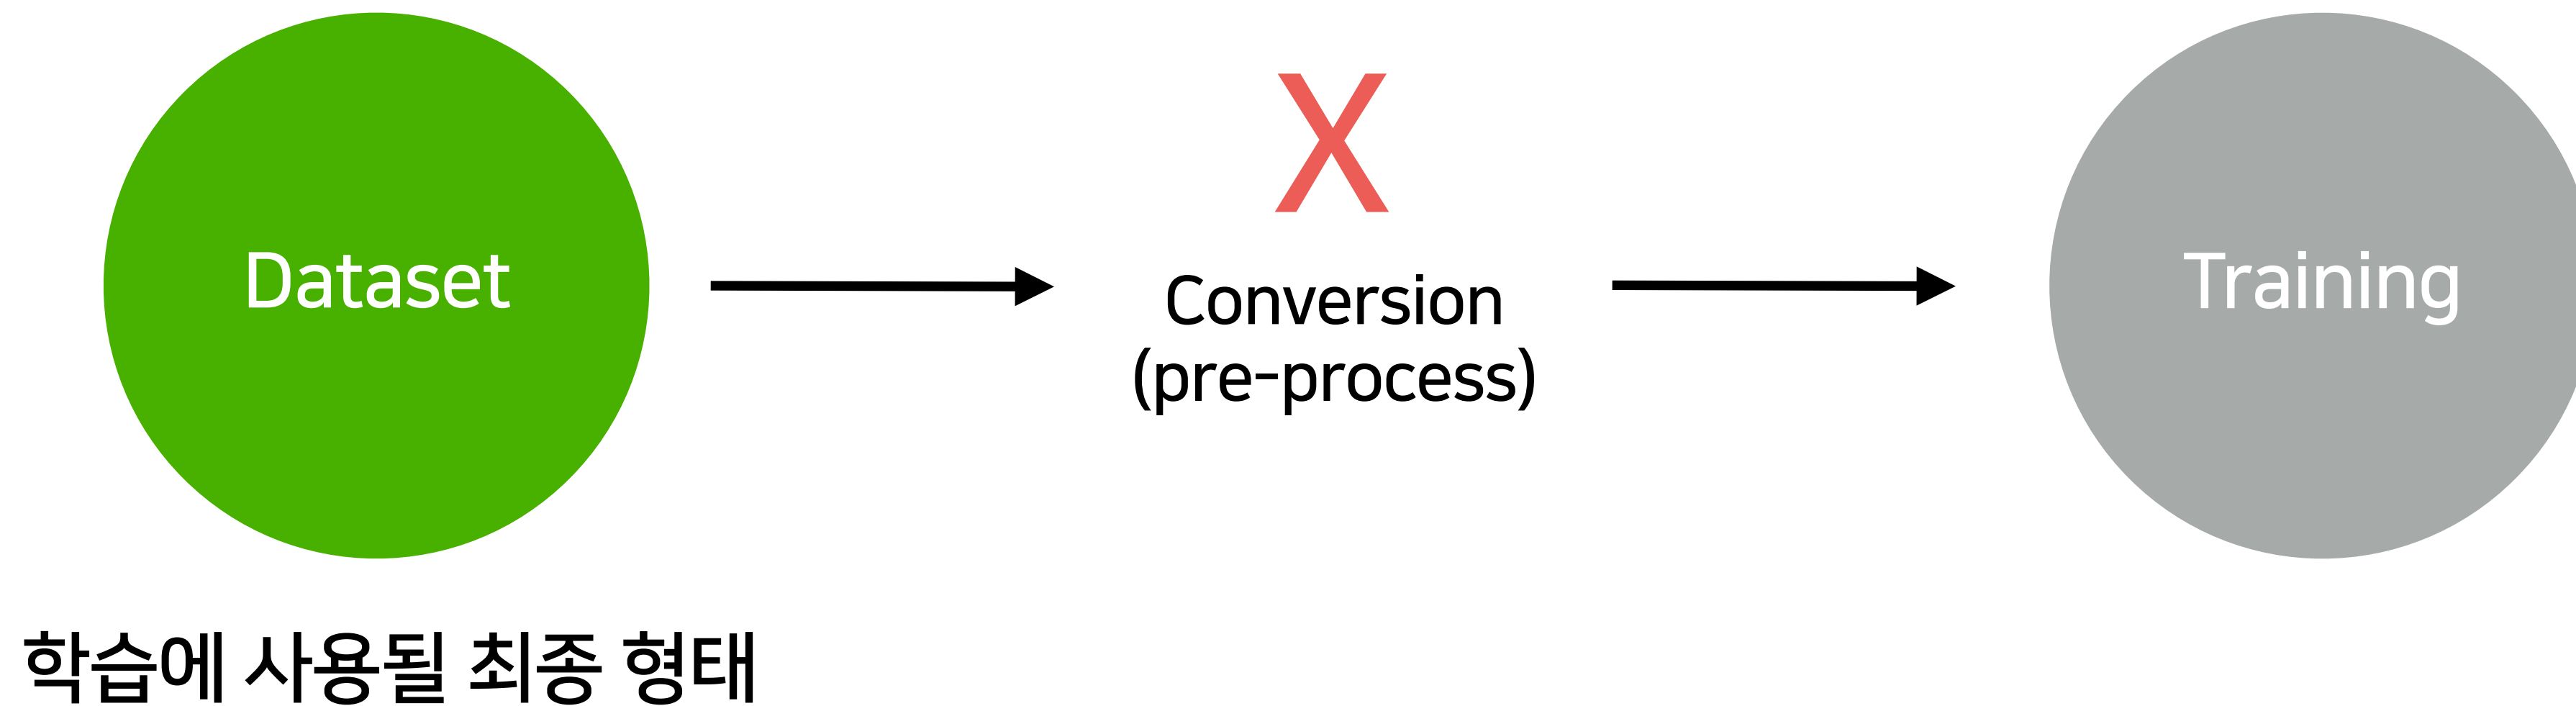 Dataset
X
Conversion
(pre-process)
Training
학습에 사용될 최종 형태